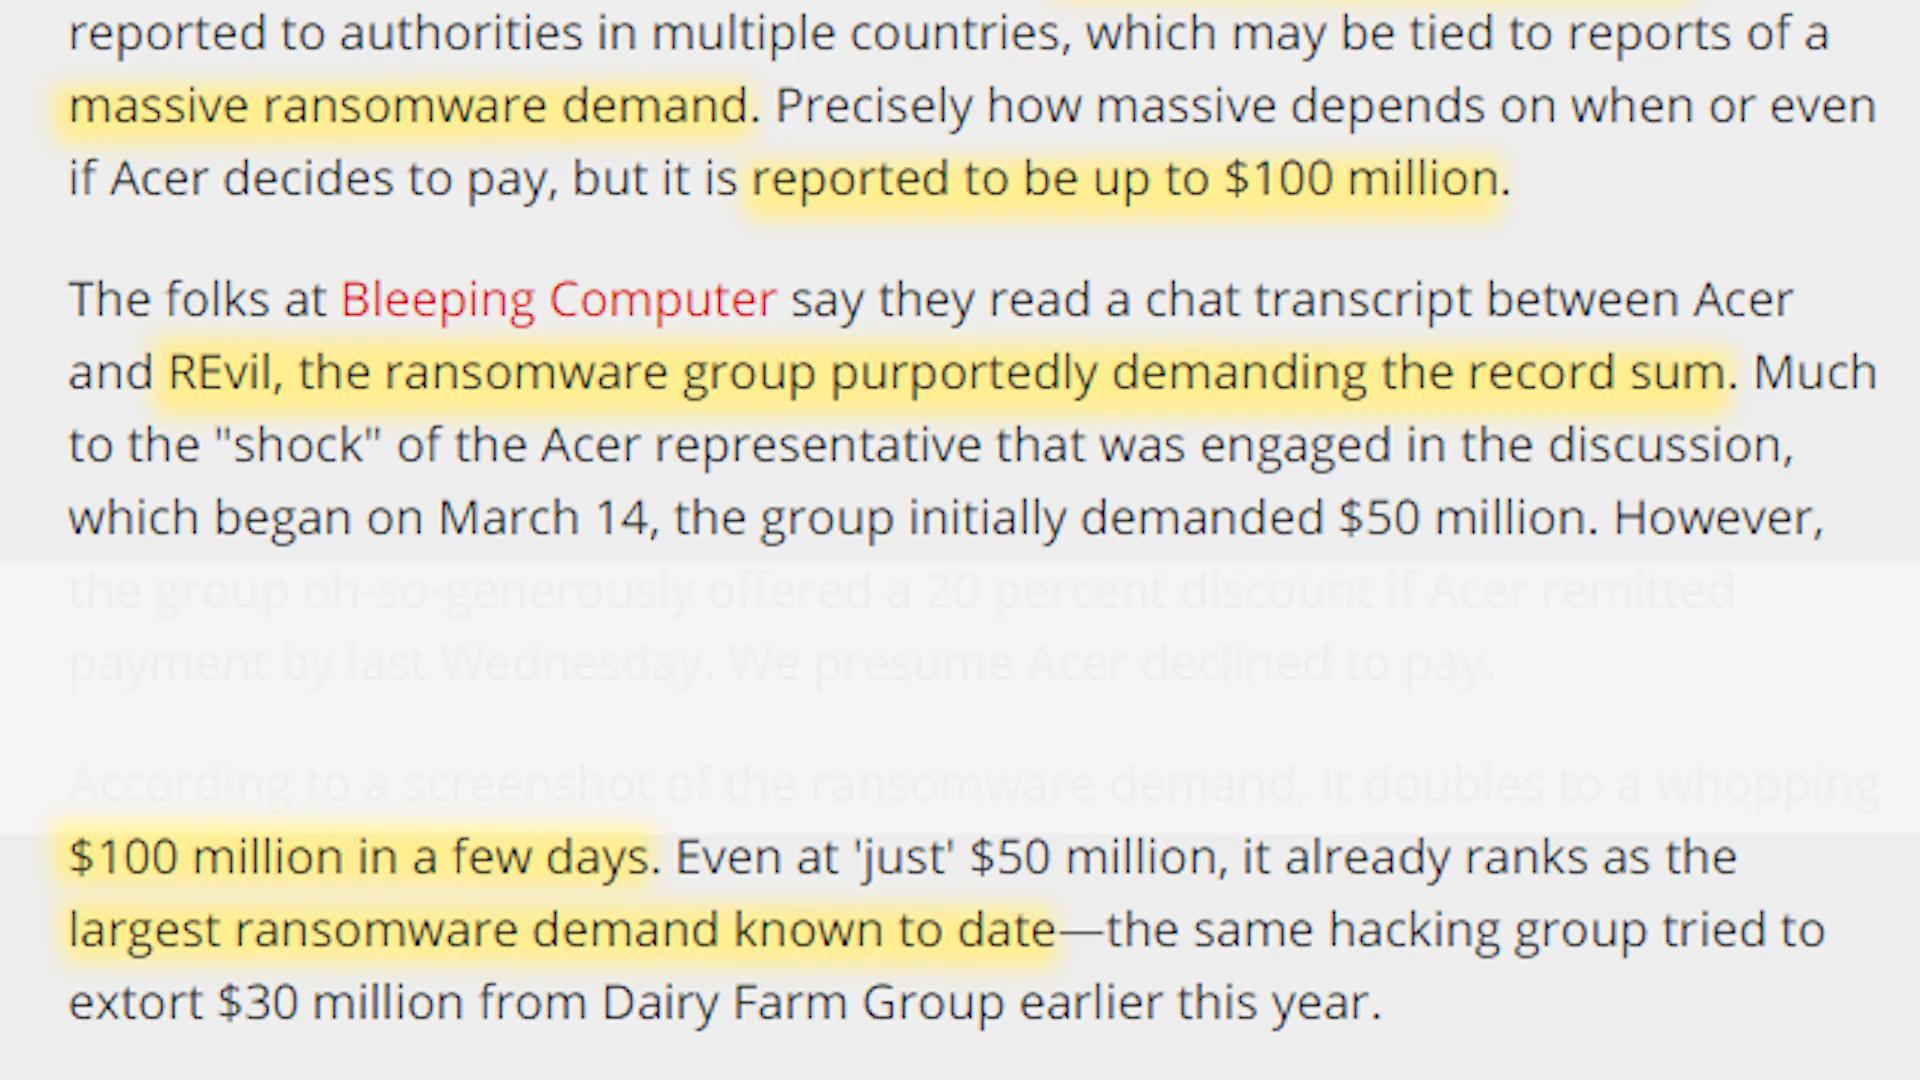 reported to authorities in multiple countries, which may be tied to reports of a
massive ransomware demand. Precisely how massive depends on when or even
if Acer decides to pay, but it is reported to be up to $100 million.
The folks at Bleeping Computer say they read a chat transcript between Acer
and REvil, the ransomware group purportedly demanding the record sum. Much
to the "shock" of the Acer representative that was engaged in the discussion,
which began on March 14, the group initially demanded $50 million. However,
the group oh-so-generously offered a 20 percent discount if Acer remitted
payment by last Wednesday. We presume Acer declined to pay.
According to a screenshot of the ransomware demand, it doubles to a whopping
$100 million in a few days. Even at 'just' $50 million, it already ranks as the
largest ransomware demand known to date—the same hacking group tried to
extort $30 million from Dairy Farm Group earlier this year.